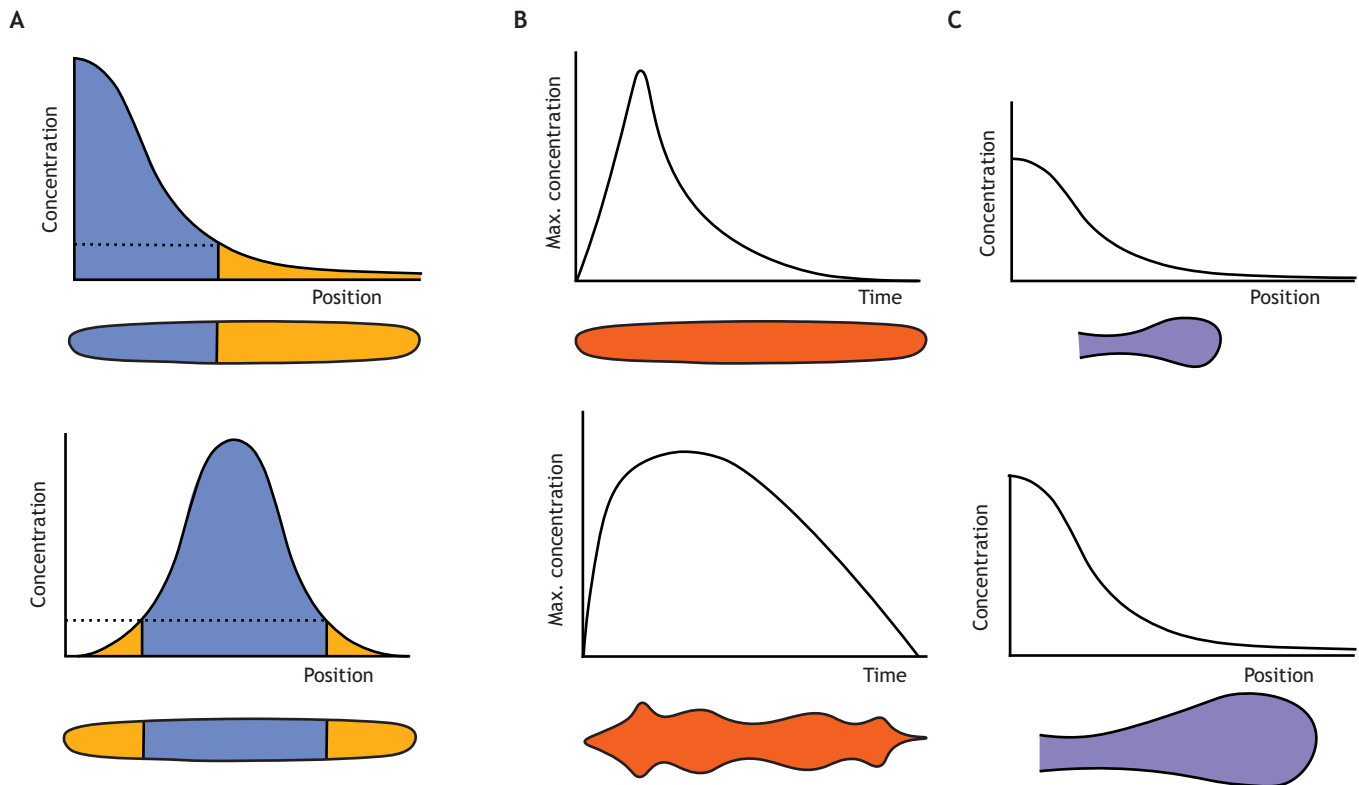 A
Concentration
Position
Concentration
Position
B
Max. concentration
Time
Max. concentration
Time
C
Concentration
Position
Concentration
Position